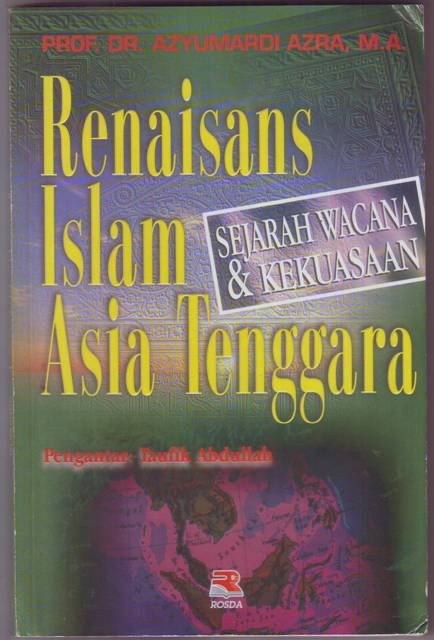 PROF. DR. AZYUMARDI AZRA, M.A.
Renaisans
Islam
SEJARAH WACANA
& KEKUASAAN
Asia Tenggara
Pengantar: Taufik Abdullah
ROSDA